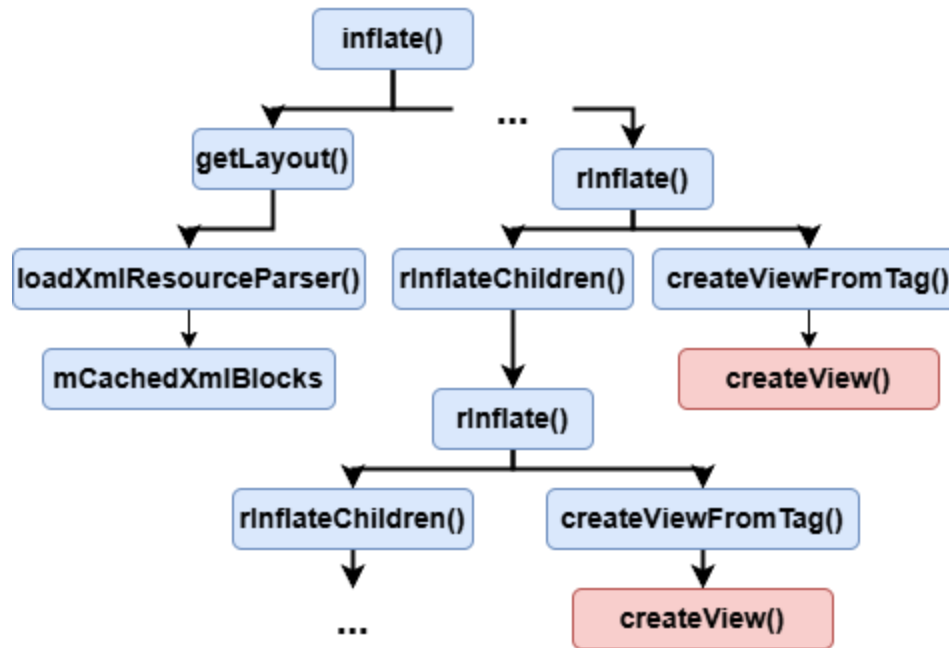 inflate()
...
getLayout()
rInflate()
loadXmlResourceParser()
rInflateChildren()
createViewFromTag()
mCachedXmlBlocks
createView()
rInflate()
rInflateChildren()
createViewFromTag()
...
createView()